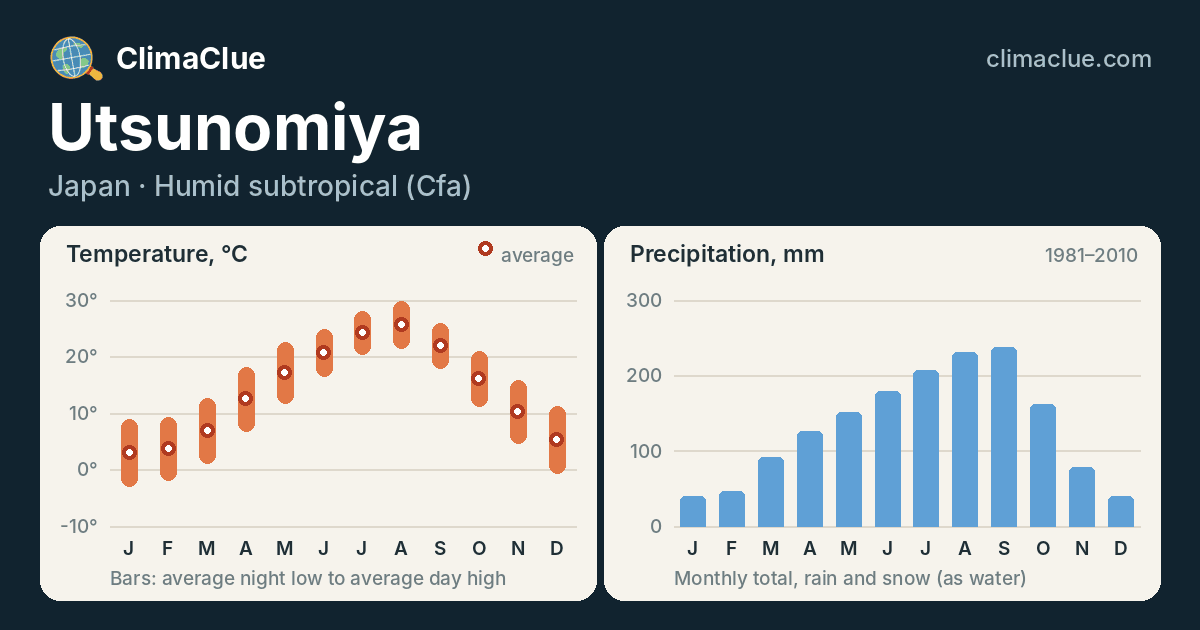 ClimaClue
climaclue.com
Utsunomiya
Japan · Humid subtropical (Cfa)
Temperature, °C
average
30°
20°
10°
0°
-10°
J F M A M J J A S O N D
Bars: average night low to average day high
Precipitation, mm
1981–2010
300
200
100
0
J F M A M J J A S O N D
Monthly total, rain and snow (as water)